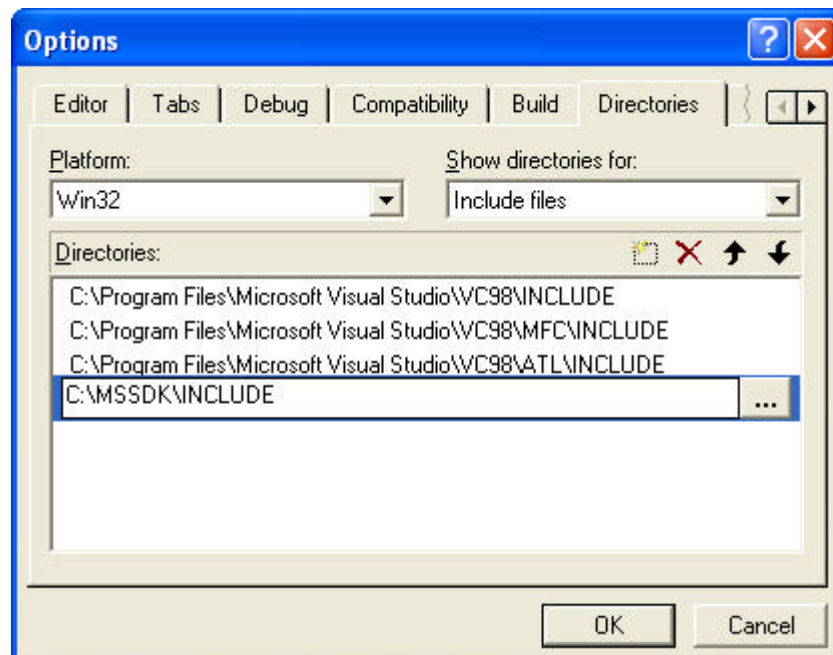 Options
Editor Tabs Debug Compatibility Build Directories
Platform: Show directories for:
Win32 Include files
Directories:
C:\Program Files\Microsoft Visual Studio\VC98\INCLUDE
C:\Program Files\Microsoft Visual Studio\VC98\MFC\INCLUDE
C:\Program Files\Microsoft Visual Studio\VC98\ATL\INCLUDE
C:\MSSDK\INCLUDE ...
OK Cancel